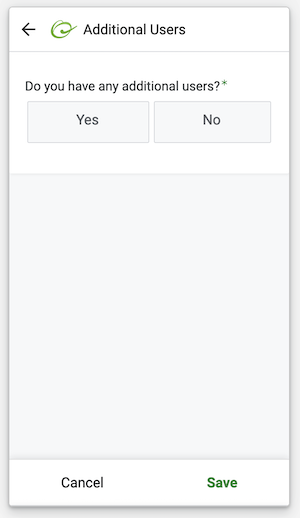 Additional Users
Do you have any additional users?*
Yes No
Cancel Save